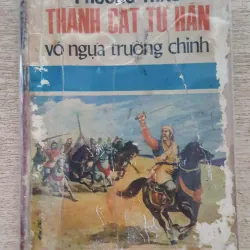 THÀNH CÁT TƯ HÃN
vó ngựa trường chinh